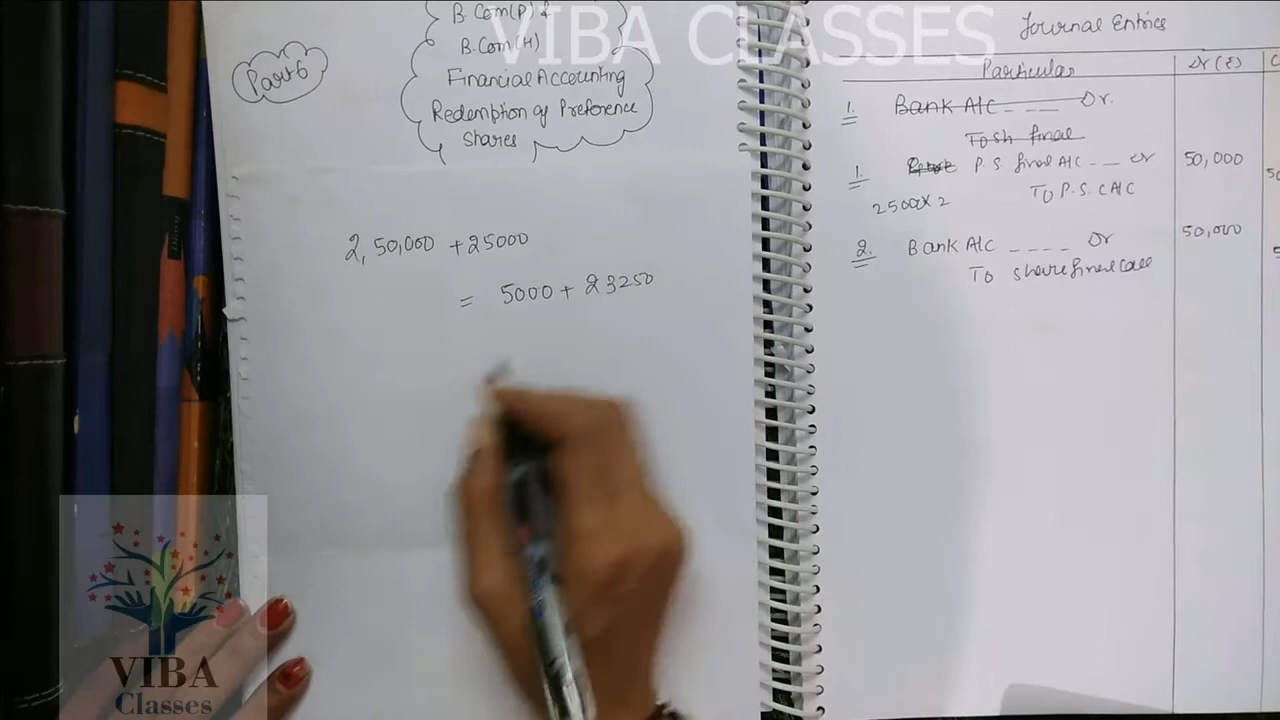 VIBA CLASSES
Part 6
B.Com(P) &
B.Com(H)
Financial Accounting
Redemption of Preference
Shares
2,50,000 + 25000
= 5000 + 23250
Journal Entries
Particular Dr (₹)
1. Bank A/C ---- Dr.
To sh final
1. P S final A/C --- Dr 50,000
2500 X 2 To P.S. C A/C
2. Bank A/C ---- Dr 50,000
To Share final call
VIBA
Classes